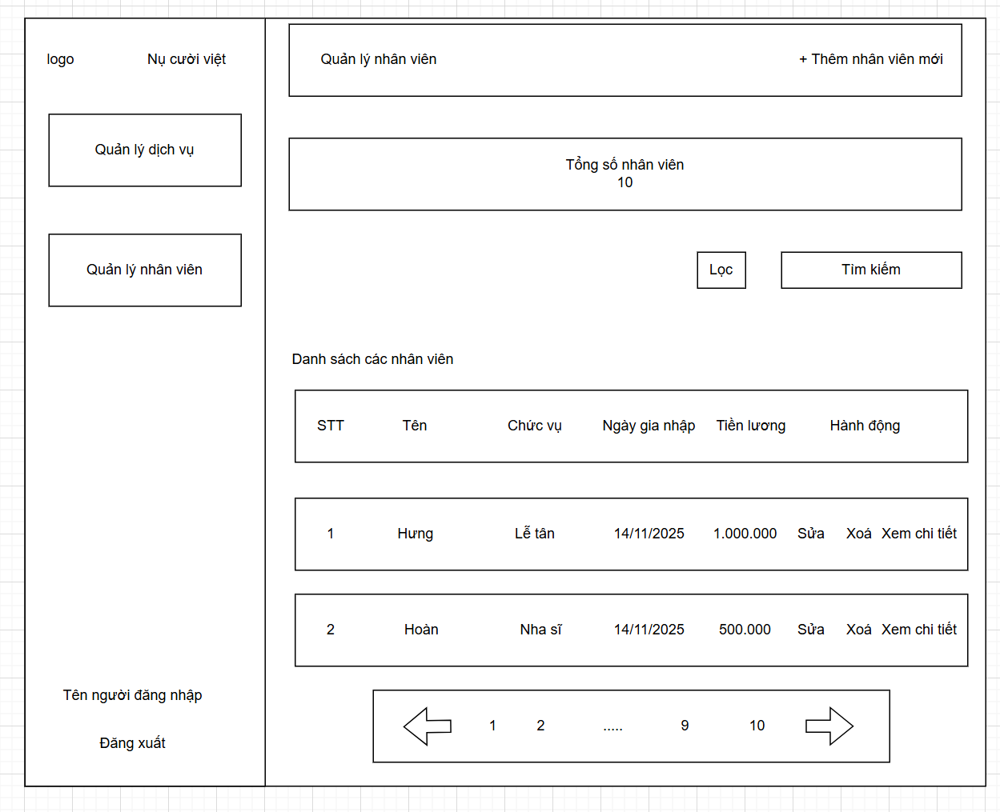 logo Nụ cười việt
Quản lý dịch vụ
Quản lý nhân viên
Tên người đăng nhập
Đăng xuất
Quản lý nhân viên + Thêm nhân viên mới
Tổng số nhân viên
10
Lọc Tìm kiếm
Danh sách các nhân viên
STT Tên Chức vụ Ngày gia nhập Tiền lương Hành động
1 Hưng Lễ tân 14/11/2025 1.000.000 Sửa Xoá Xem chi tiết
2 Hoàn Nha sĩ 14/11/2025 500.000 Sửa Xoá Xem chi tiết
1 2 ..... 9 10